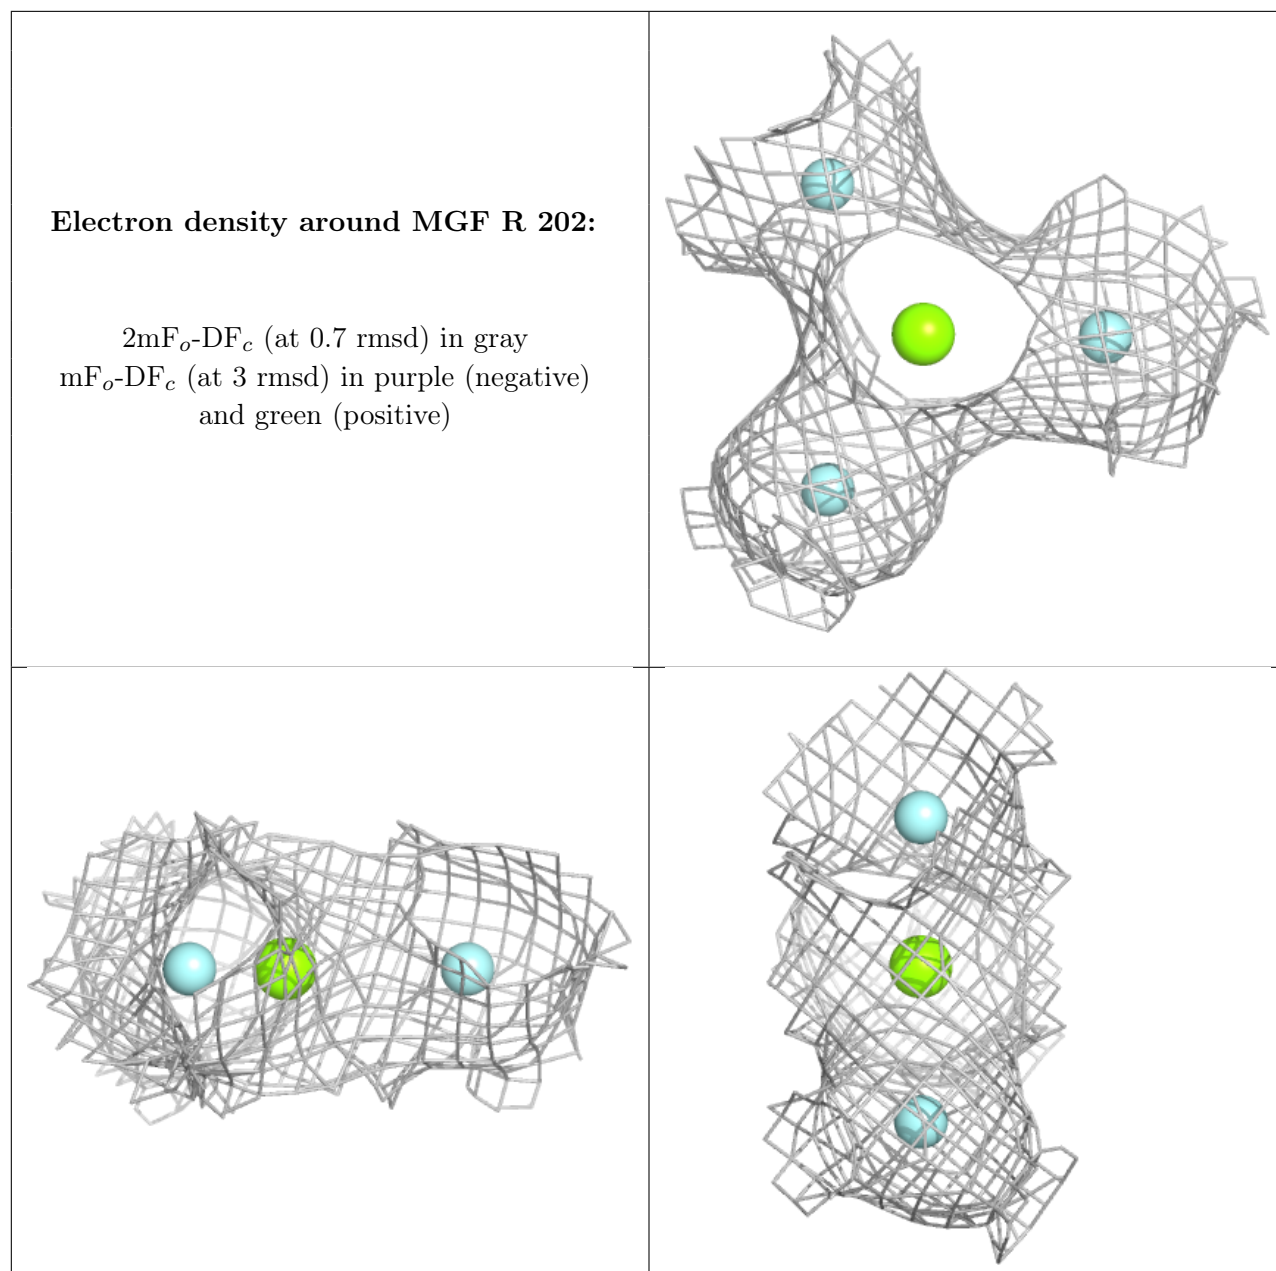 Electron density around MGF R 202:
2mFo-DFc (at 0.7 rmsd) in gray
mFo-DFc (at 3 rmsd) in purple (negative)
and green (positive)